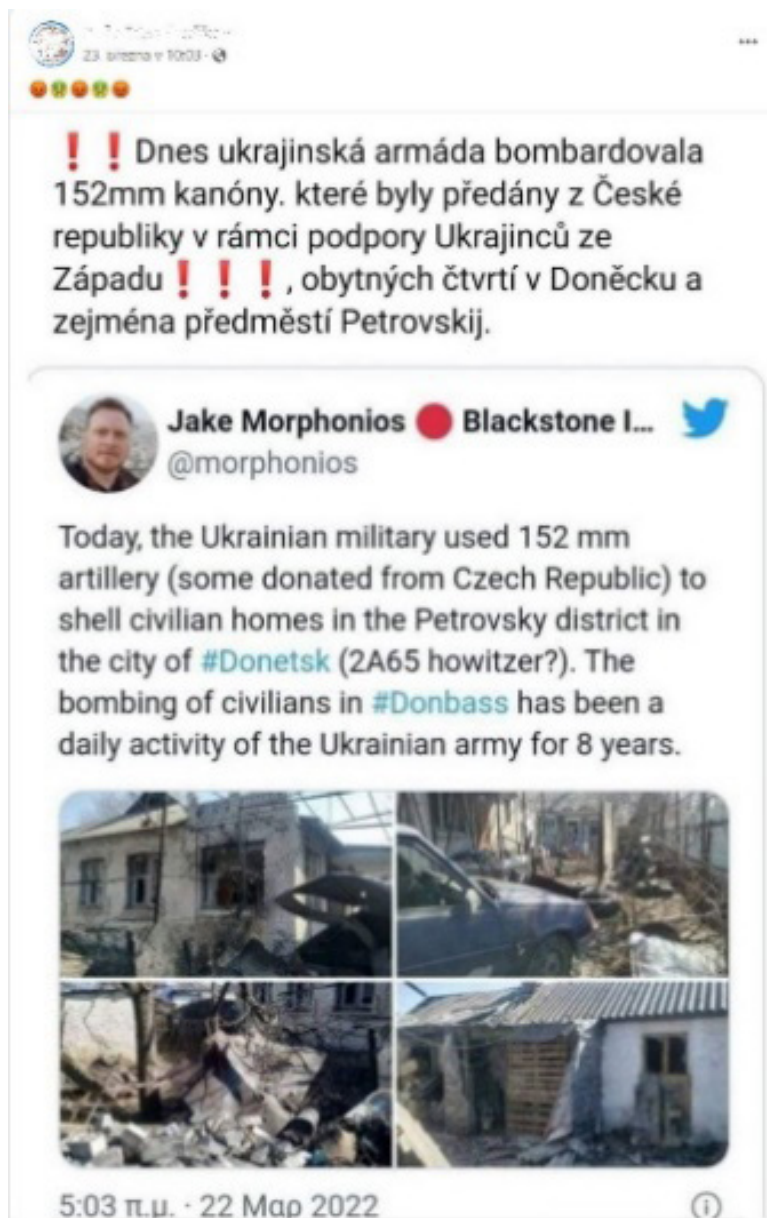 23. března v 10:03
❗❗Dnes ukrajinská armáda bombardovala
152mm kanóny. které byly předány z České
republiky v rámci podpory Ukrajinců ze
Západu❗❗❗, obytných čtvrtí v Doněcku a
zejména předměstí Petrovskij.
Jake Morphonios 🔴 Blackstone I...
@morphonios
Today, the Ukrainian military used 152 mm
artillery (some donated from Czech Republic) to
shell civilian homes in the Petrovsky district in
the city of #Donetsk (2A65 howitzer?). The
bombing of civilians in #Donbass has been a
daily activity of the Ukrainian army for 8 years.
5:03 π.μ. · 22 Μαρ 2022